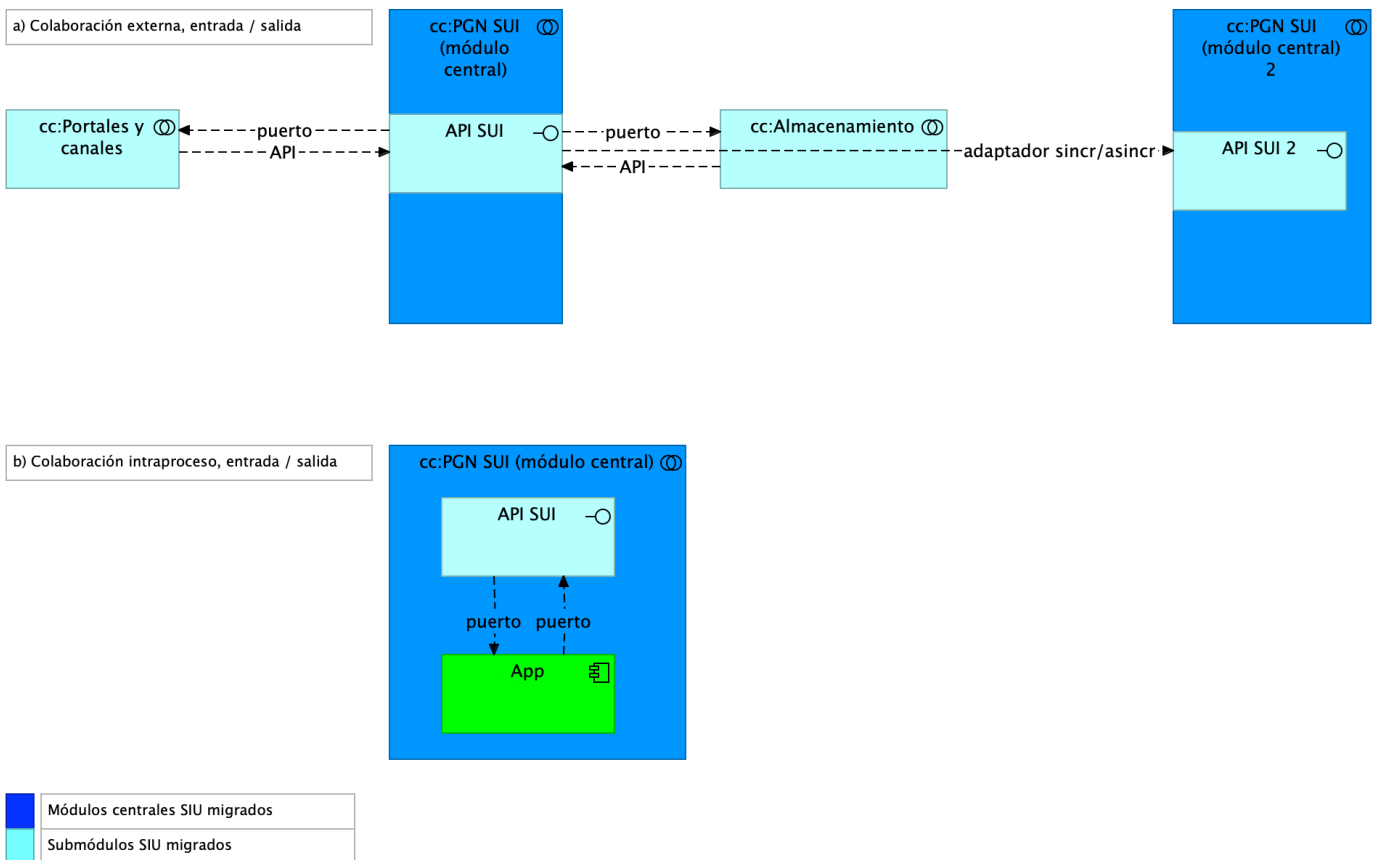 a) Colaboración externa, entrada / salida
cc:PGN SUI
(módulo
central)
cc:PGN SUI
(módulo central)
2
cc:Portales y
canales
puerto
API
API SUI
puerto
API
cc:Almacenamiento
adaptador sincr/asincr
API SUI 2
b) Colaboración intraproceso, entrada / salida
cc:PGN SUI (módulo central)
API SUI
puerto
puerto
App
Módulos centrales SIU migrados
Submódulos SIU migrados